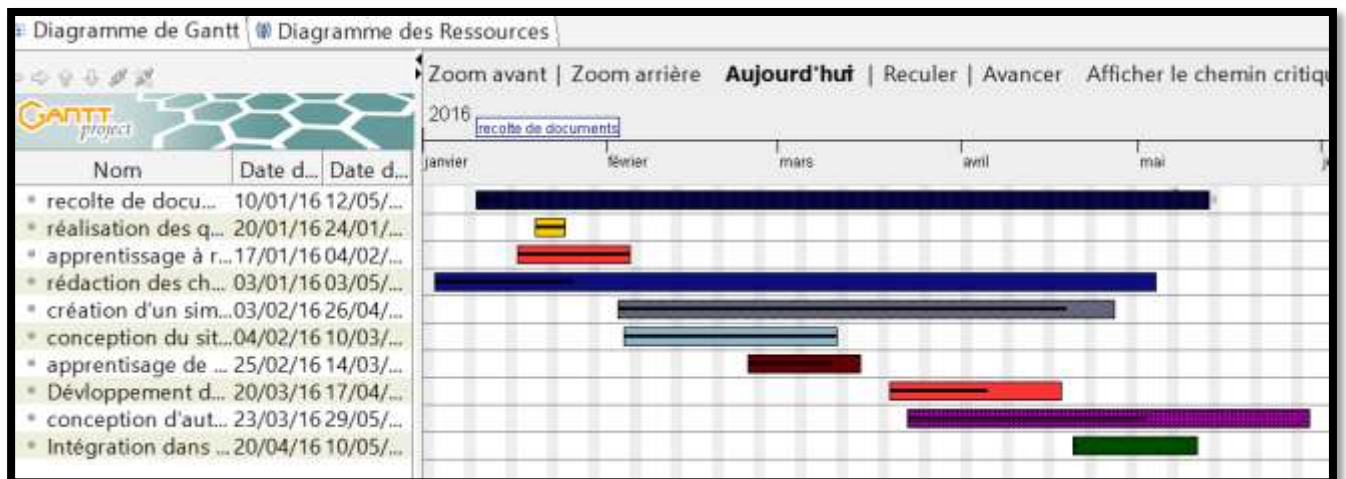 Diagramme de Gantt Diagramme des Ressources
Zoom avant | Zoom arrière Aujourd'hui | Reculer | Avancer Afficher le chemin critiqu
GANTT project
2016
recolte de documents
Nom Date d... Date d...
janvier février mars avril mai
recolte de docu... 10/01/16 12/05/...
réalisation des q... 20/01/16 24/01/...
apprentissage à r... 17/01/16 04/02/...
rédaction des ch... 03/01/16 03/05/...
création d'un sim... 03/02/16 26/04/...
conception du sit... 04/02/16 10/03/...
apprentisage de ... 25/02/16 14/03/...
Dévloppement d... 20/03/16 17/04/...
conception d'aut... 23/03/16 29/05/...
Intégration dans ... 20/04/16 10/05/...